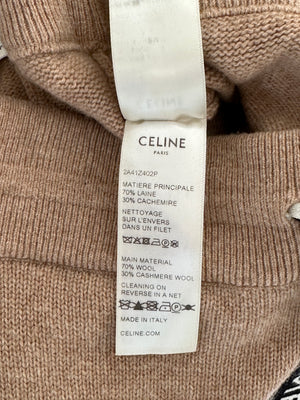 CELINE
PARIS
2A41Z402P
MATIERE PRINCIPALE
70% LAINE
30% CACHEMIRE
NETTOYAGE
SUR L'ENVERS
DANS UN FILET
MAIN MATERIAL
70% WOOL
30% CASHMERE WOOL
CLEANING ON
REVERSE IN A NET
MADE IN ITALY
CELINE.COM